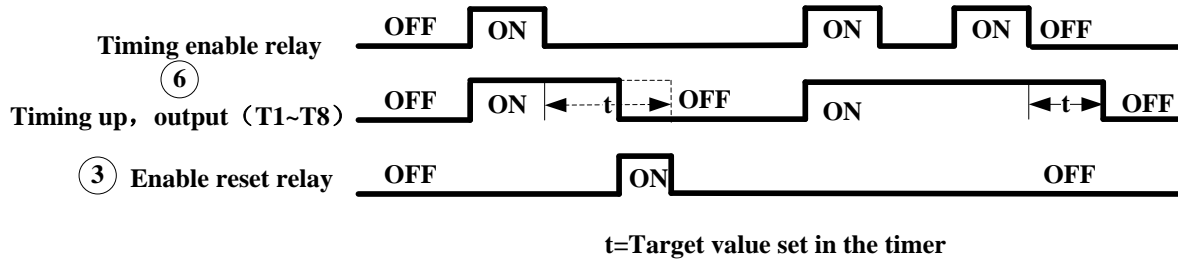 OFF ON ON ON OFF
Timing enable relay
⑥
OFF ON t OFF ON t OFF
Timing up，output（T1~T8）
③ Enable reset relay OFF ON OFF
t=Target value set in the timer